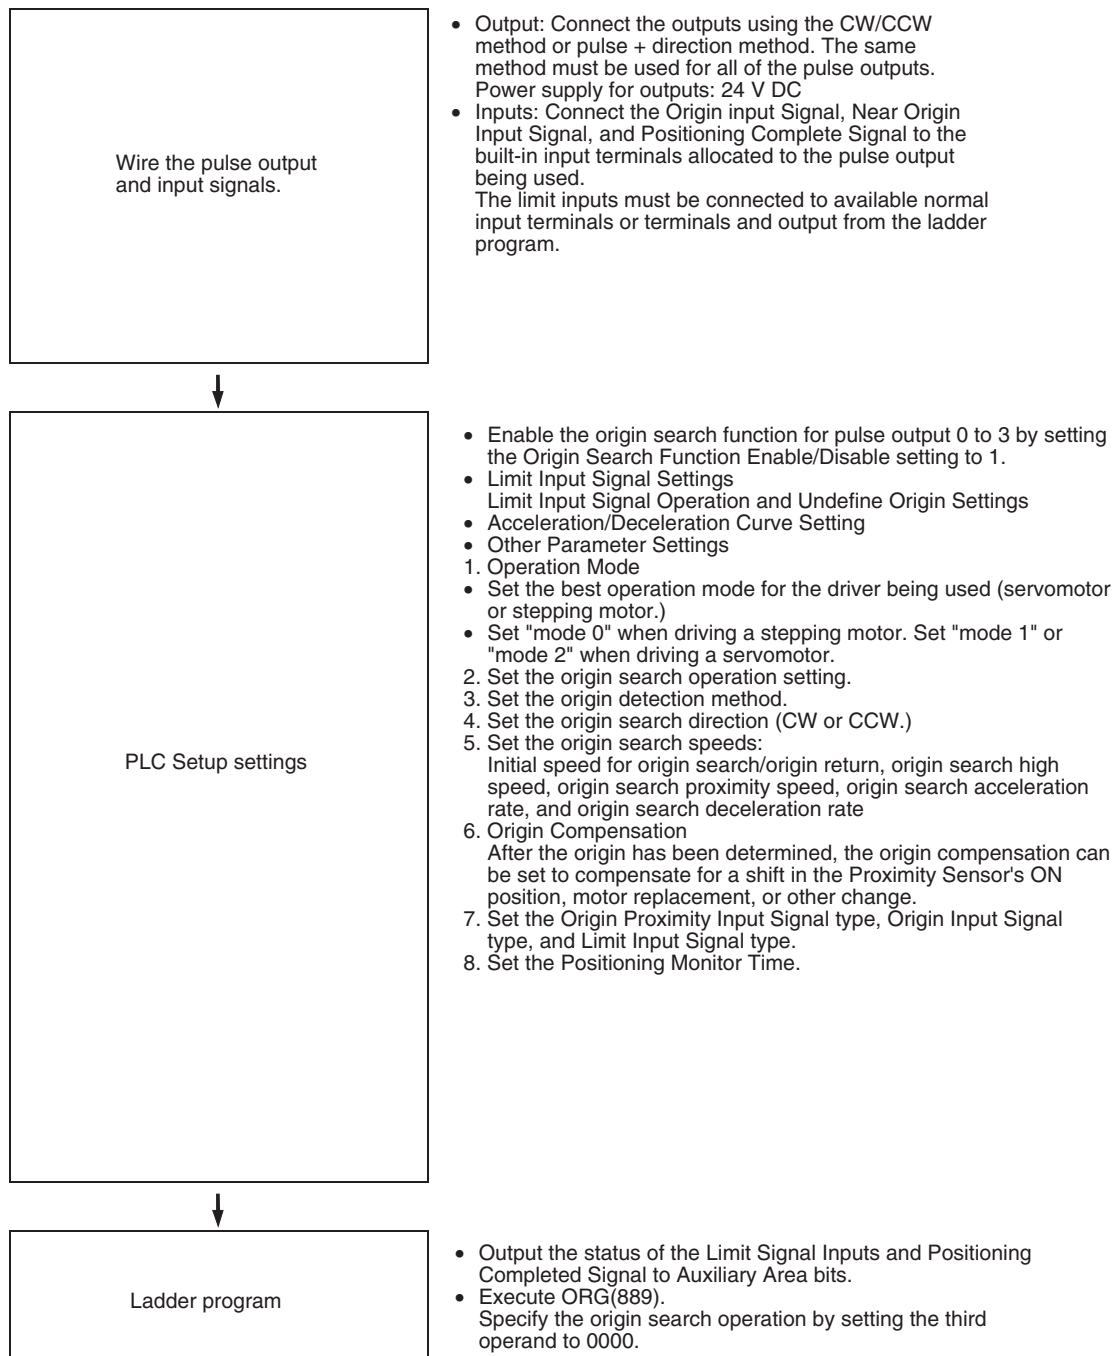 Wire the pulse output
and input signals.
• Output: Connect the outputs using the CW/CCW
method or pulse + direction method. The same
method must be used for all of the pulse outputs.
Power supply for outputs: 24 V DC
• Inputs: Connect the Origin input Signal, Near Origin
Input Signal, and Positioning Complete Signal to the
built-in input terminals allocated to the pulse output
being used.
The limit inputs must be connected to available normal
input terminals or terminals and output from the ladder
program.
PLC Setup settings
• Enable the origin search function for pulse output 0 to 3 by setting
the Origin Search Function Enable/Disable setting to 1.
• Limit Input Signal Settings
Limit Input Signal Operation and Undefine Origin Settings
• Acceleration/Deceleration Curve Setting
• Other Parameter Settings
1. Operation Mode
• Set the best operation mode for the driver being used (servomotor
or stepping motor.)
• Set "mode 0" when driving a stepping motor. Set "mode 1" or
"mode 2" when driving a servomotor.
2. Set the origin search operation setting.
3. Set the origin detection method.
4. Set the origin search direction (CW or CCW.)
5. Set the origin search speeds:
Initial speed for origin search/origin return, origin search high
speed, origin search proximity speed, origin search acceleration
rate, and origin search deceleration rate
6. Origin Compensation
After the origin has been determined, the origin compensation can
be set to compensate for a shift in the Proximity Sensor's ON
position, motor replacement, or other change.
7. Set the Origin Proximity Input Signal type, Origin Input Signal
type, and Limit Input Signal type.
8. Set the Positioning Monitor Time.
Ladder program
• Output the status of the Limit Signal Inputs and Positioning
Completed Signal to Auxiliary Area bits.
• Execute ORG(889).
Specify the origin search operation by setting the third
operand to 0000.